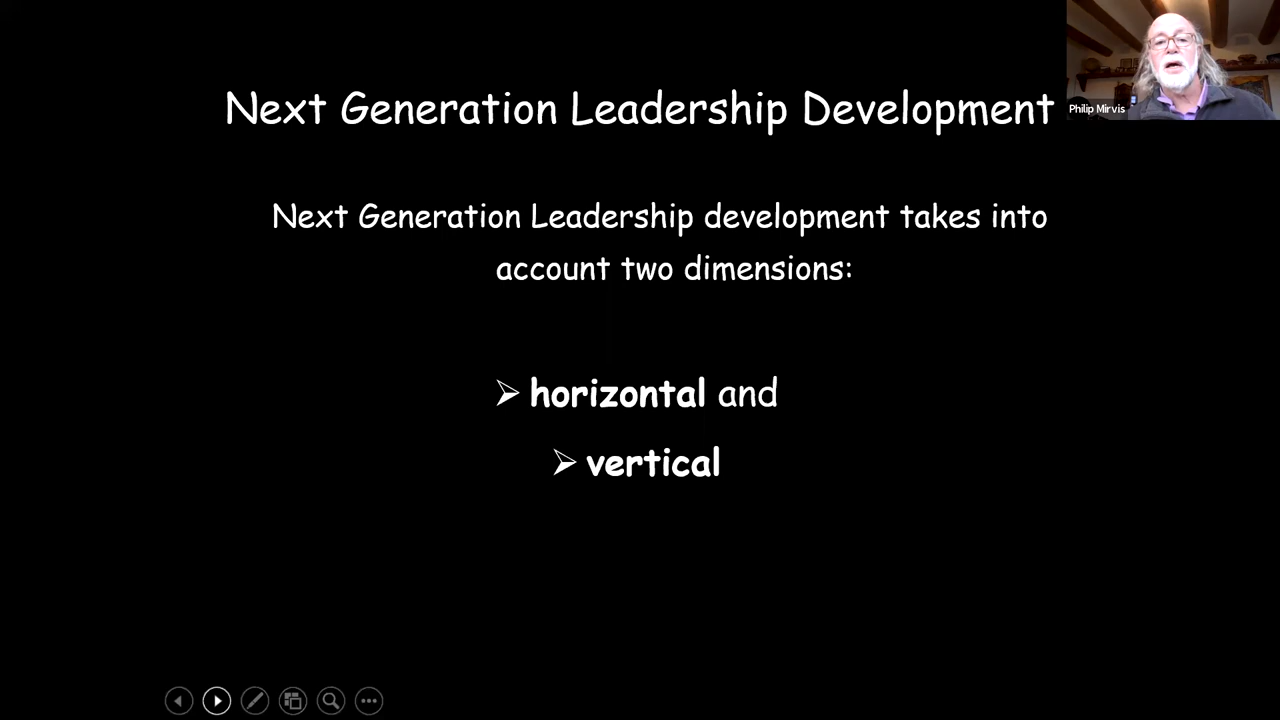 Next Generation Leadership Development
Philip Mirvis
Next Generation Leadership development takes into
account two dimensions:
➢ horizontal and
➢ vertical